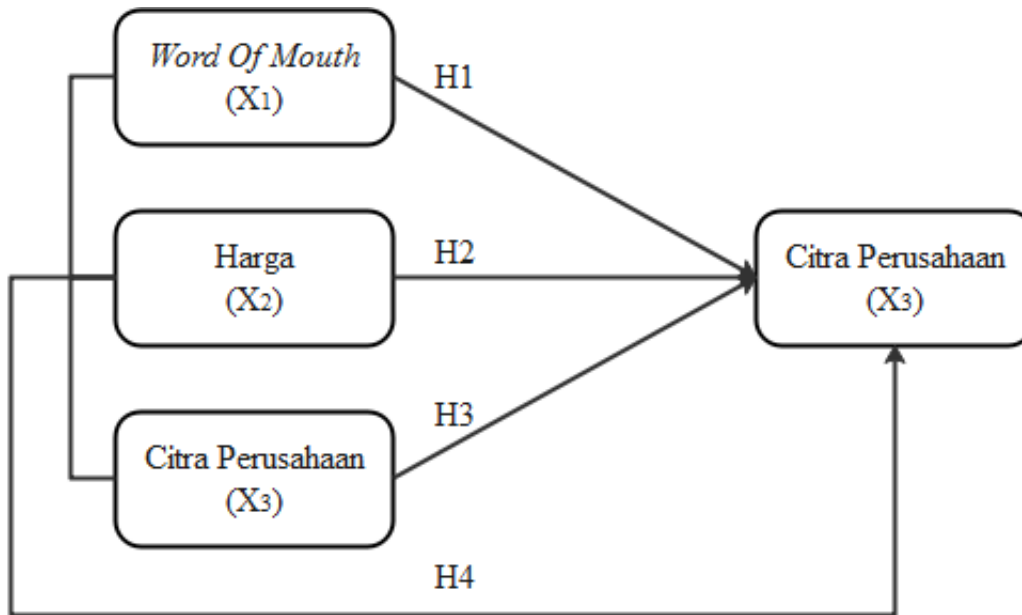 Word Of Mouth
(X1)
H1
Harga
(X2)
H2
Citra Perusahaan
(X3)
Citra Perusahaan
(X3)
H3
H4